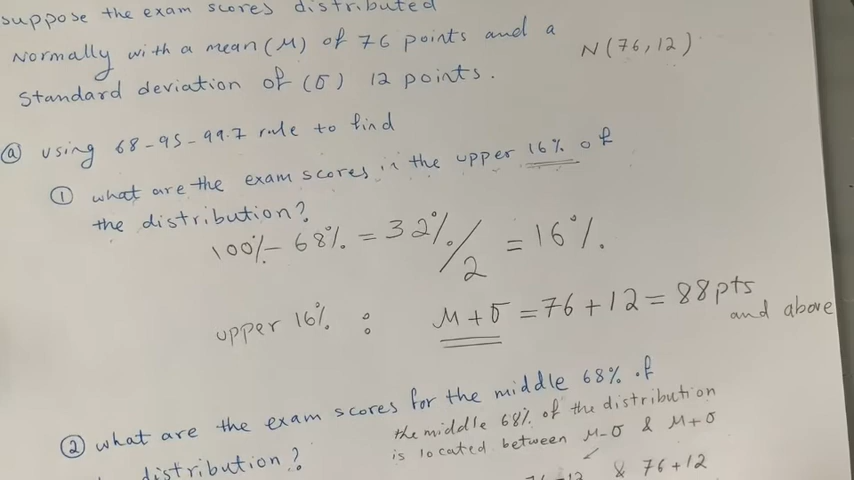 suppose the exam scores distributed
Normally with a mean (μ) of 76 points and a
N(76,12)
Standard deviation of (σ) 12 points.
ⓐ using 68-95-99.7 rule to find
① what are the exam scores in the upper 16% of
the distribution?
100% - 68% = 32%/2 = 16%.
upper 16% : μ+σ = 76+12 = 88pts
and above
② what are the exam scores for the middle 68% of
distribution?
the middle 68% of the distribution
is located between μ-σ & μ+σ
& 76+12